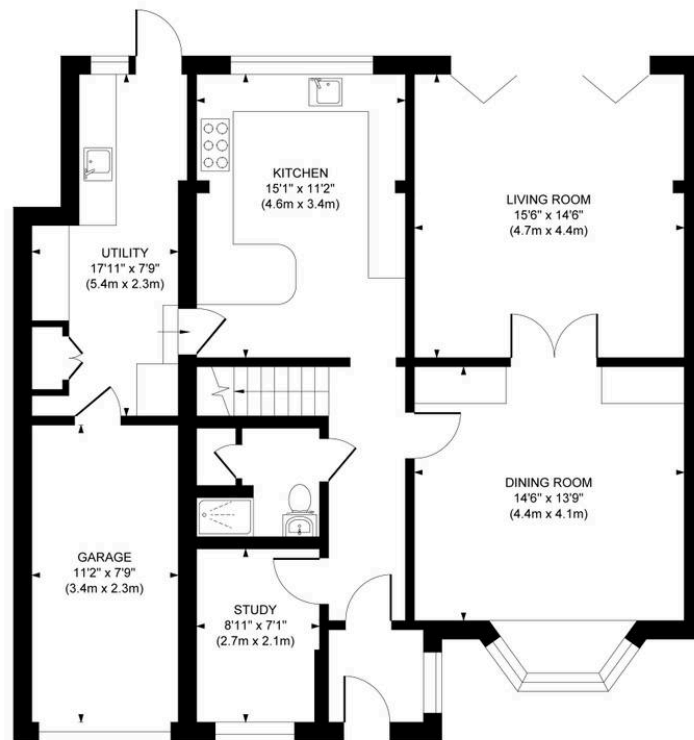 KITCHEN
15'1" x 11'2"
(4.6m x 3.4m)
LIVING ROOM
15'6" x 14'6"
(4.7m x 4.4m)
UTILITY
17'11" x 7'9"
(5.4m x 2.3m)
DINING ROOM
14'6" x 13'9"
(4.4m x 4.1m)
GARAGE
11'2" x 7'9"
(3.4m x 2.3m)
STUDY
8'11" x 7'1"
(2.7m x 2.1m)